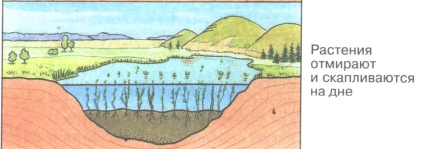 Растения
отмирают
и скапливаются
на дне